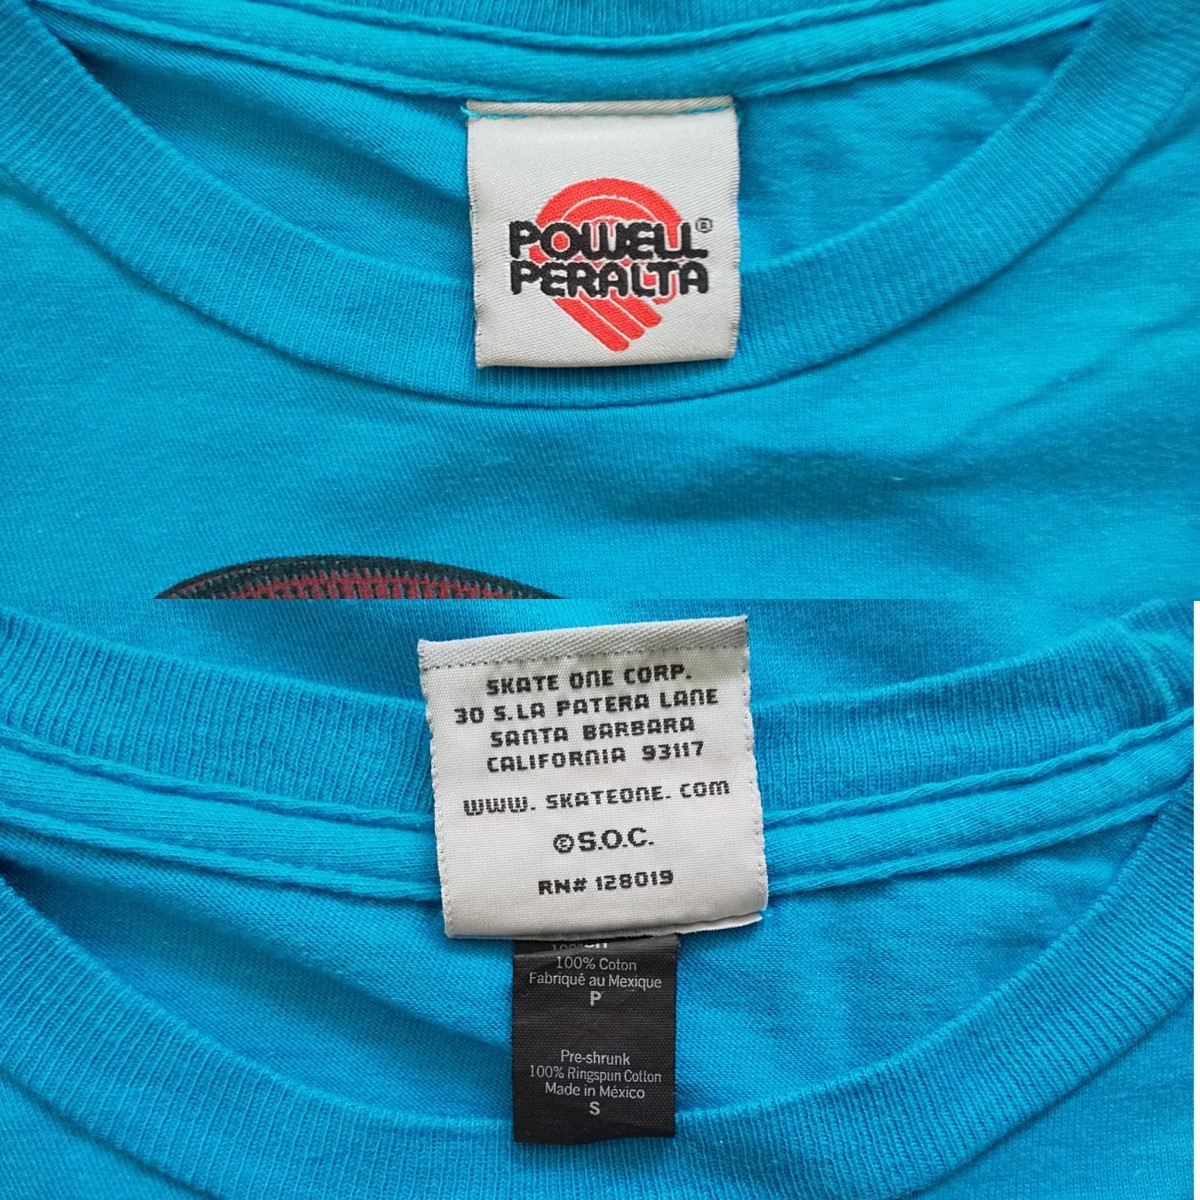 POWELL®
PERALTA
SKATE ONE CORP.
30 S. LA PATERA LANE
SANTA BARBARA
CALIFORNIA 93117
WWW. SKATEONE. COM
©S.O.C.
RN# 128019
100% Coton
Fabriqué au Mexique
P
Pre-shrunk
100% Ringspun Cotton
Made in México
S